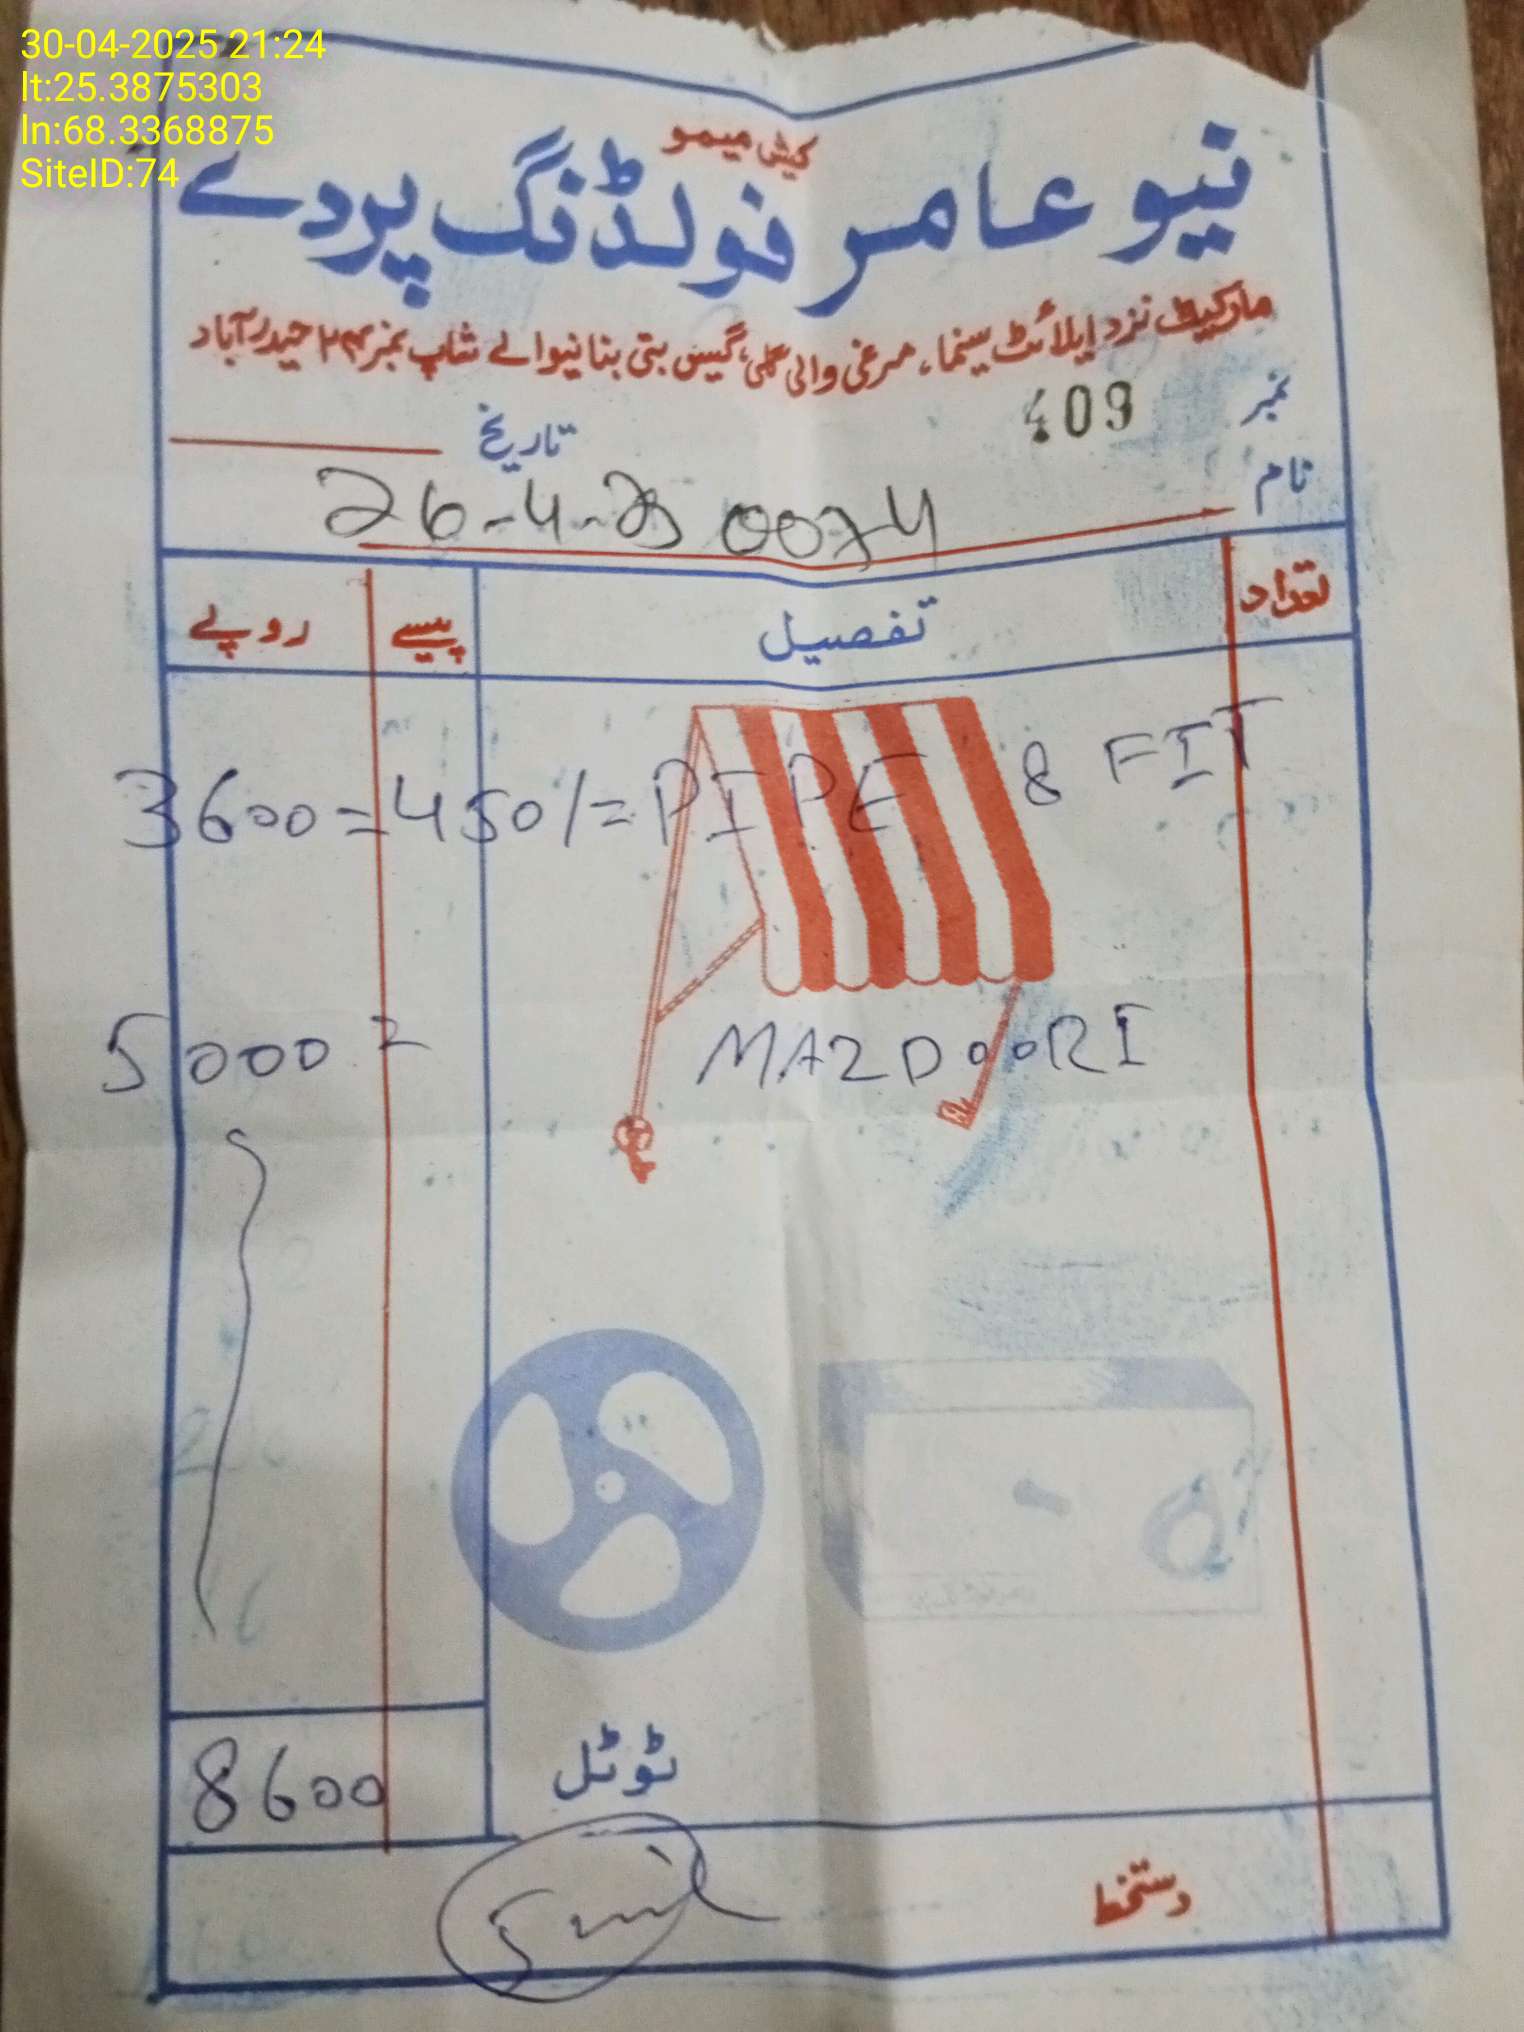 30-04-2025 21:24
lt:25.3875303
ln:68.3368875
SiteID:74
کیش میمو
نیو عامر فولڈنگ پردے
مارکیٹ نزد ایلائٹ سینما، مرغی والی گلی، گیس بتی بنانیوالے شاپ نمبر ۲۳ حیدرآباد
نمبر 409
تاریخ
نام
26-4-25 0074
تعداد تفصیل پیسے روپے
3600=450/= PIPE 8 FIT
5000= MAZDOORI
ٹوٹل 8600
دستخط